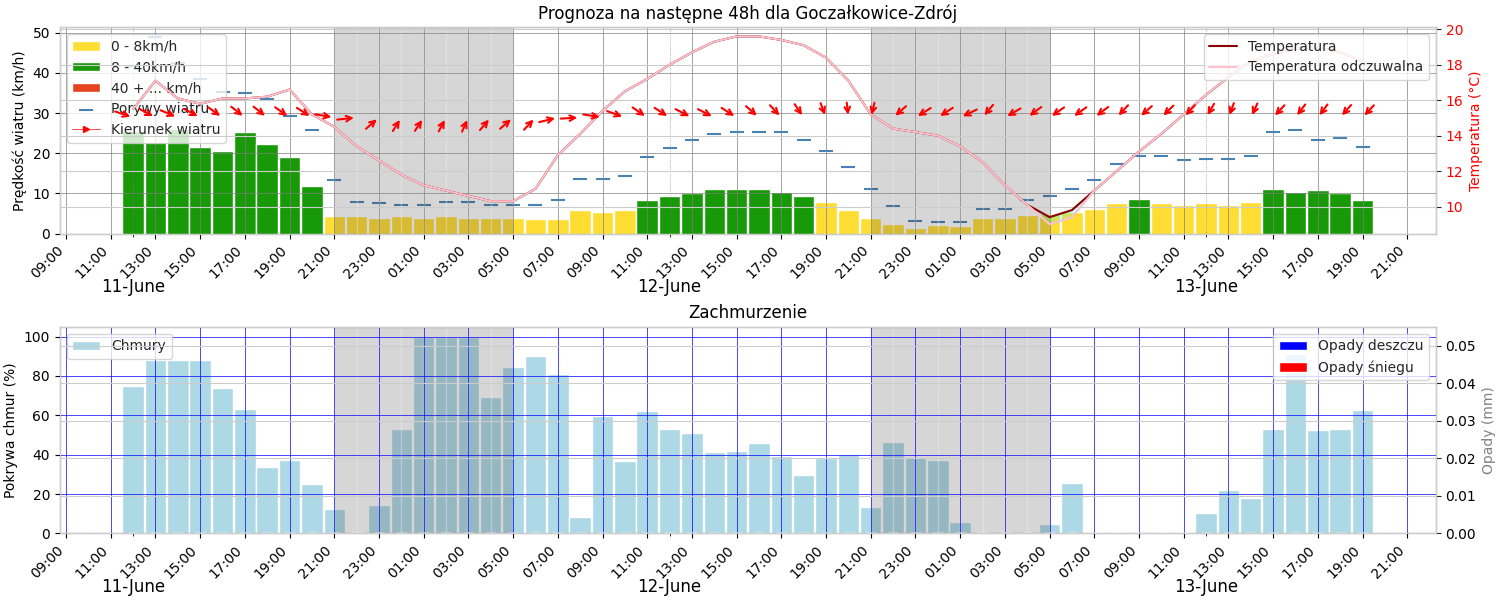 Prognoza na następne 48h dla Goczałkowice-Zdrój
Prędkość wiatru (km/h)
50
40
30
20
10
0
0 - 8km/h
8 - 40km/h
40 + ... km/h
Porywy wiatru
Kierunek wiatru
Temperatura
Temperatura odczuwalna
20
18
16
14
12
10
Temperatura (°C)
09:00 11:00 13:00 15:00 17:00 19:00 21:00 23:00 01:00 03:00 05:00 07:00 09:00 11:00 13:00 15:00 17:00 19:00 21:00 23:00 01:00 03:00 05:00 07:00 09:00 11:00 13:00 15:00 17:00 19:00 21:00
11-June 12-June 13-June
Zachmurzenie
Pokrywa chmur (%)
100
80
60
40
20
0
Chmury
Opady deszczu
Opady śniegu
0.05
0.04
0.03
0.02
0.01
0.00
Opady (mm)
09:00 11:00 13:00 15:00 17:00 19:00 21:00 23:00 01:00 03:00 05:00 07:00 09:00 11:00 13:00 15:00 17:00 19:00 21:00 23:00 01:00 03:00 05:00 07:00 09:00 11:00 13:00 15:00 17:00 19:00 21:00
11-June 12-June 13-June